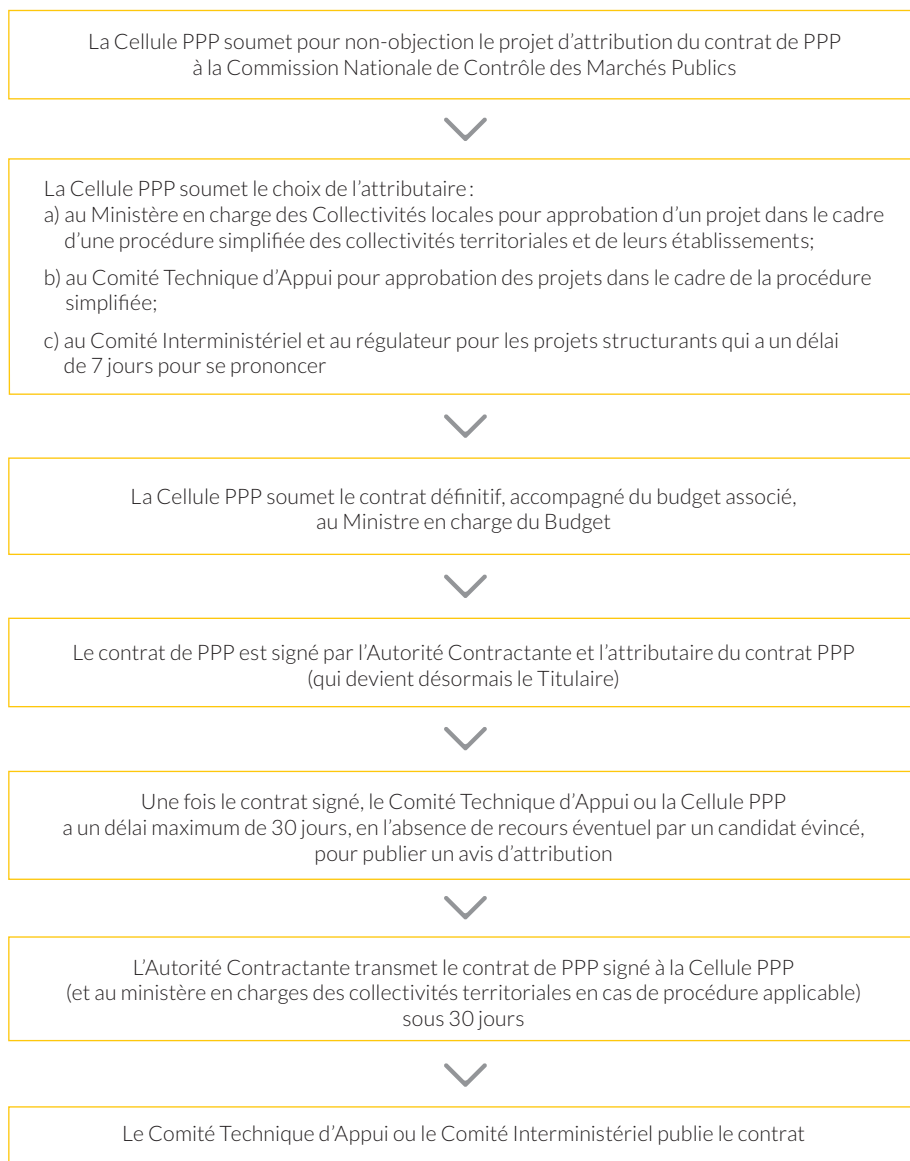 La Cellule PPP soumet pour non-objection le projet d’attribution du contrat de PPP
à la Commission Nationale de Contrôle des Marchés Publics
La Cellule PPP soumet le choix de l’attributaire :
a) au Ministère en charge des Collectivités locales pour approbation d’un projet dans le cadre
d’une procédure simplifiée des collectivités territoriales et de leurs établissements;
b) au Comité Technique d’Appui pour approbation des projets dans le cadre de la procédure
simplifiée;
c) au Comité Interministériel et au régulateur pour les projets structurants qui a un délai
de 7 jours pour se prononcer
La Cellule PPP soumet le contrat définitif, accompagné du budget associé,
au Ministre en charge du Budget
Le contrat de PPP est signé par l’Autorité Contractante et l’attributaire du contrat PPP
(qui devient désormais le Titulaire)
Une fois le contrat signé, le Comité Technique d’Appui ou la Cellule PPP
a un délai maximum de 30 jours, en l’absence de recours éventuel par un candidat évincé,
pour publier un avis d’attribution
L’Autorité Contractante transmet le contrat de PPP signé à la Cellule PPP
(et au ministère en charges des collectivités territoriales en cas de procédure applicable)
sous 30 jours
Le Comité Technique d’Appui ou le Comité Interministériel publie le contrat